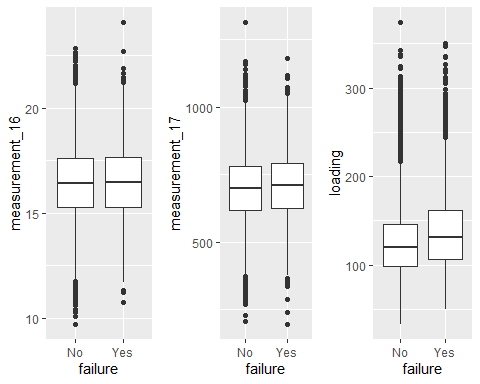 measurement_16
20
15
10
No Yes
failure
measurement_17
1000
500
No Yes
failure
loading
300
200
100
No Yes
failure